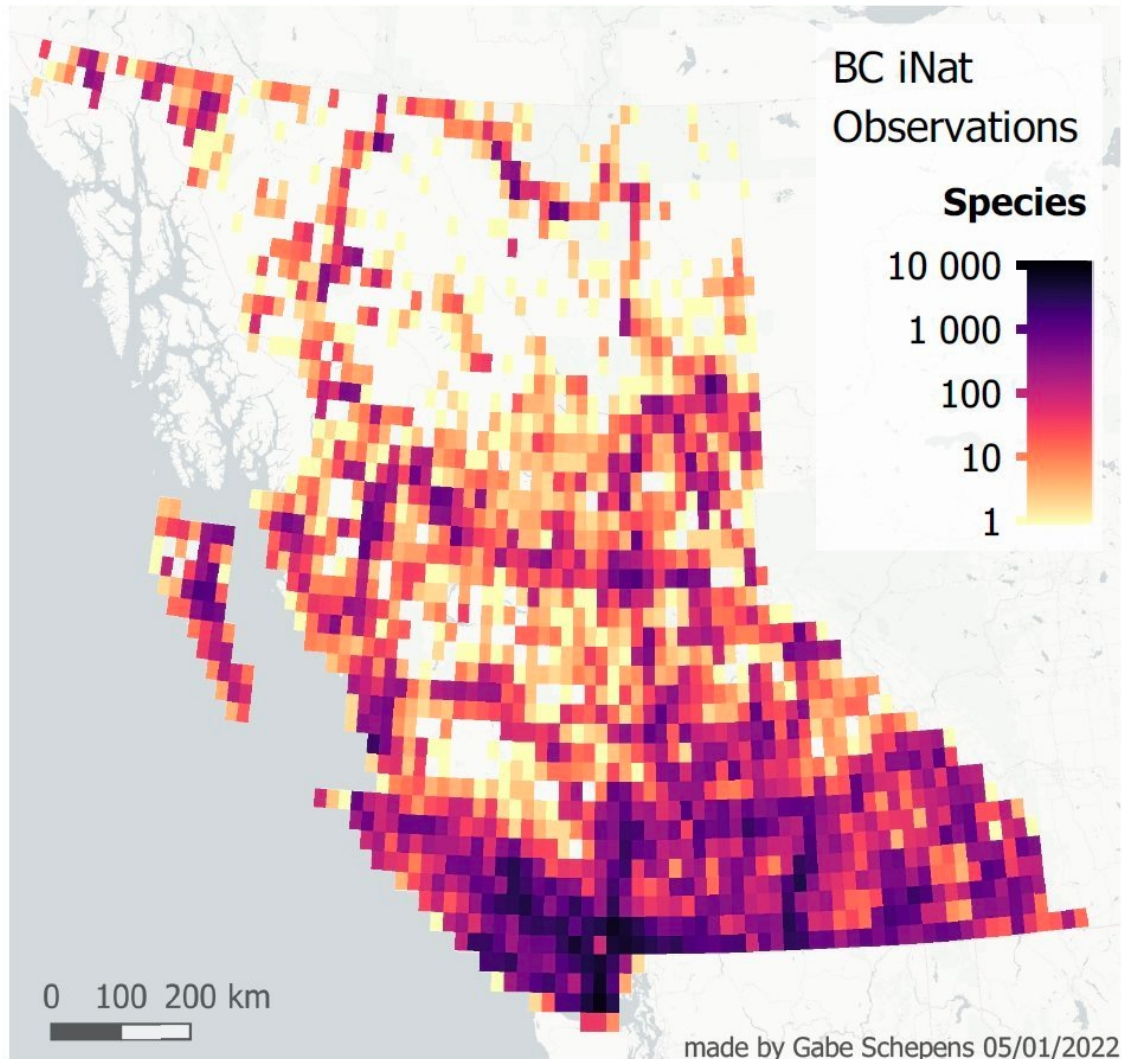 BC iNat
Observations
Species
10 000
1 000
100
10
1
0 100 200 km
made by Gabe Schepens 05/01/2022